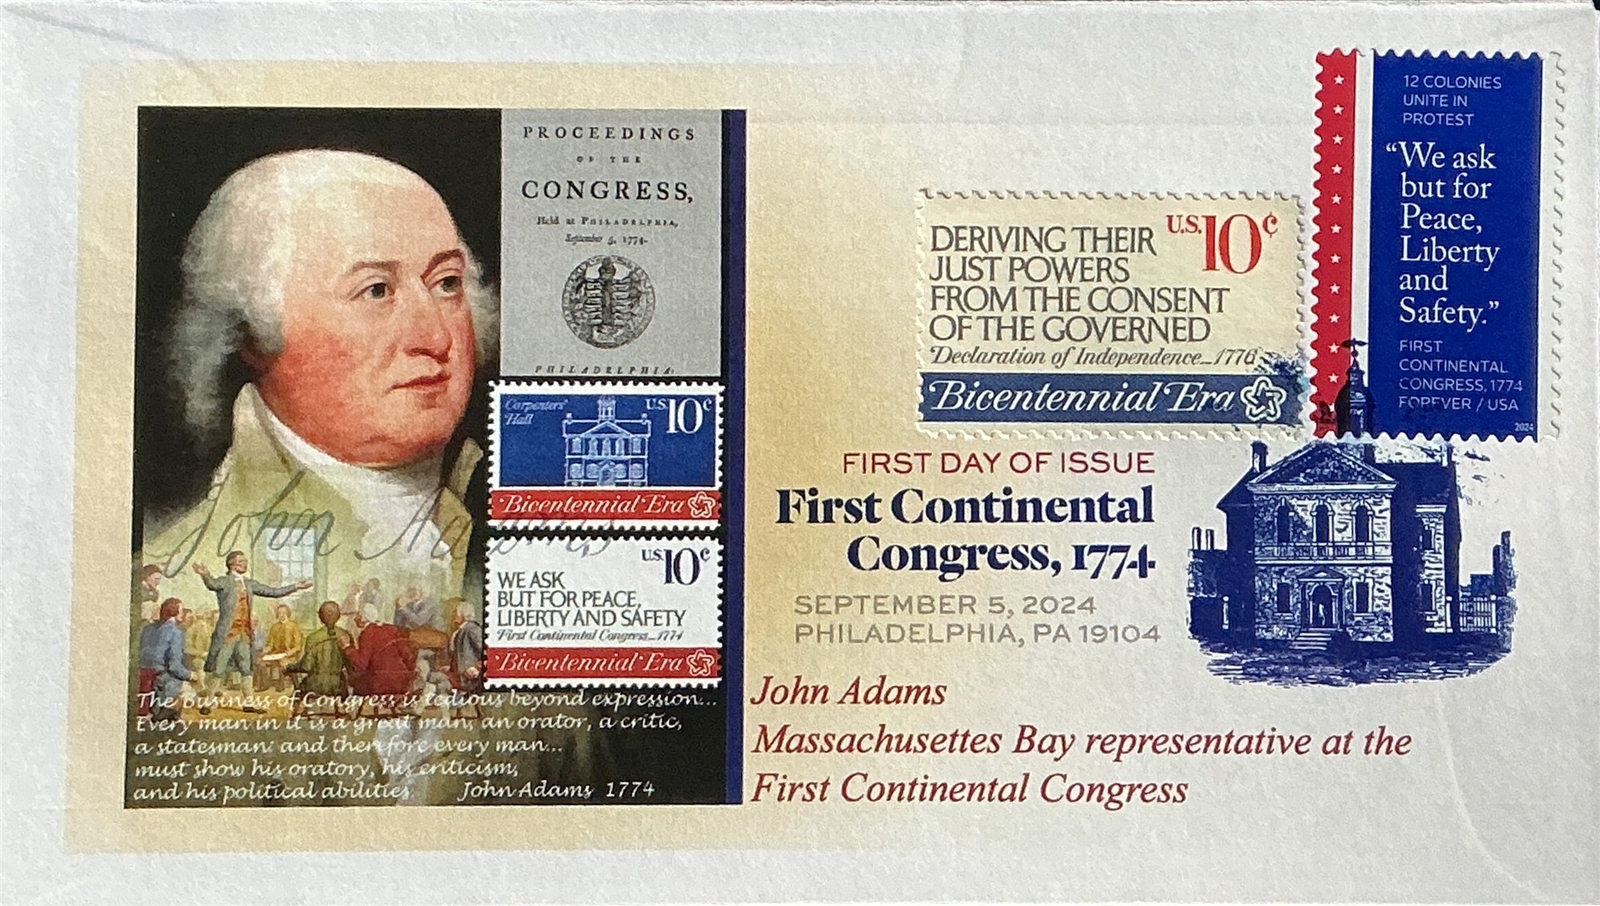 PROCEEDINGS
OF THE
CONGRESS,
Held at PHILADELPHIA,
September 5, 1774.
PHILADELPHIA:
Carpenters'
Hall
U.S. 10¢
Bicentennial Era
John Adams
U.S. 10¢
WE ASK
BUT FOR PEACE,
LIBERTY AND SAFETY
First Continental Congress—1774
Bicentennial Era
The Business of Congress is tedious beyond expression...
Every man in it is a great man, an orator, a critic,
a statesman: and therefore every man...
must show his oratory, his criticism,
and his political abilities. John Adams 1774
U.S. 10¢
DERIVING THEIR
JUST POWERS
FROM THE CONSENT
OF THE GOVERNED
Declaration of Independence—1776
Bicentennial Era
12 COLONIES
UNITE IN
PROTEST
“We ask
but for
Peace,
Liberty
and
Safety.”
FIRST
CONTINENTAL
CONGRESS, 1774
FOREVER / USA
2024
FIRST DAY OF ISSUE
First Continental
Congress, 1774
SEPTEMBER 5, 2024
PHILADELPHIA, PA 19104
John Adams
Massachusettes Bay representative at the
First Continental Congress